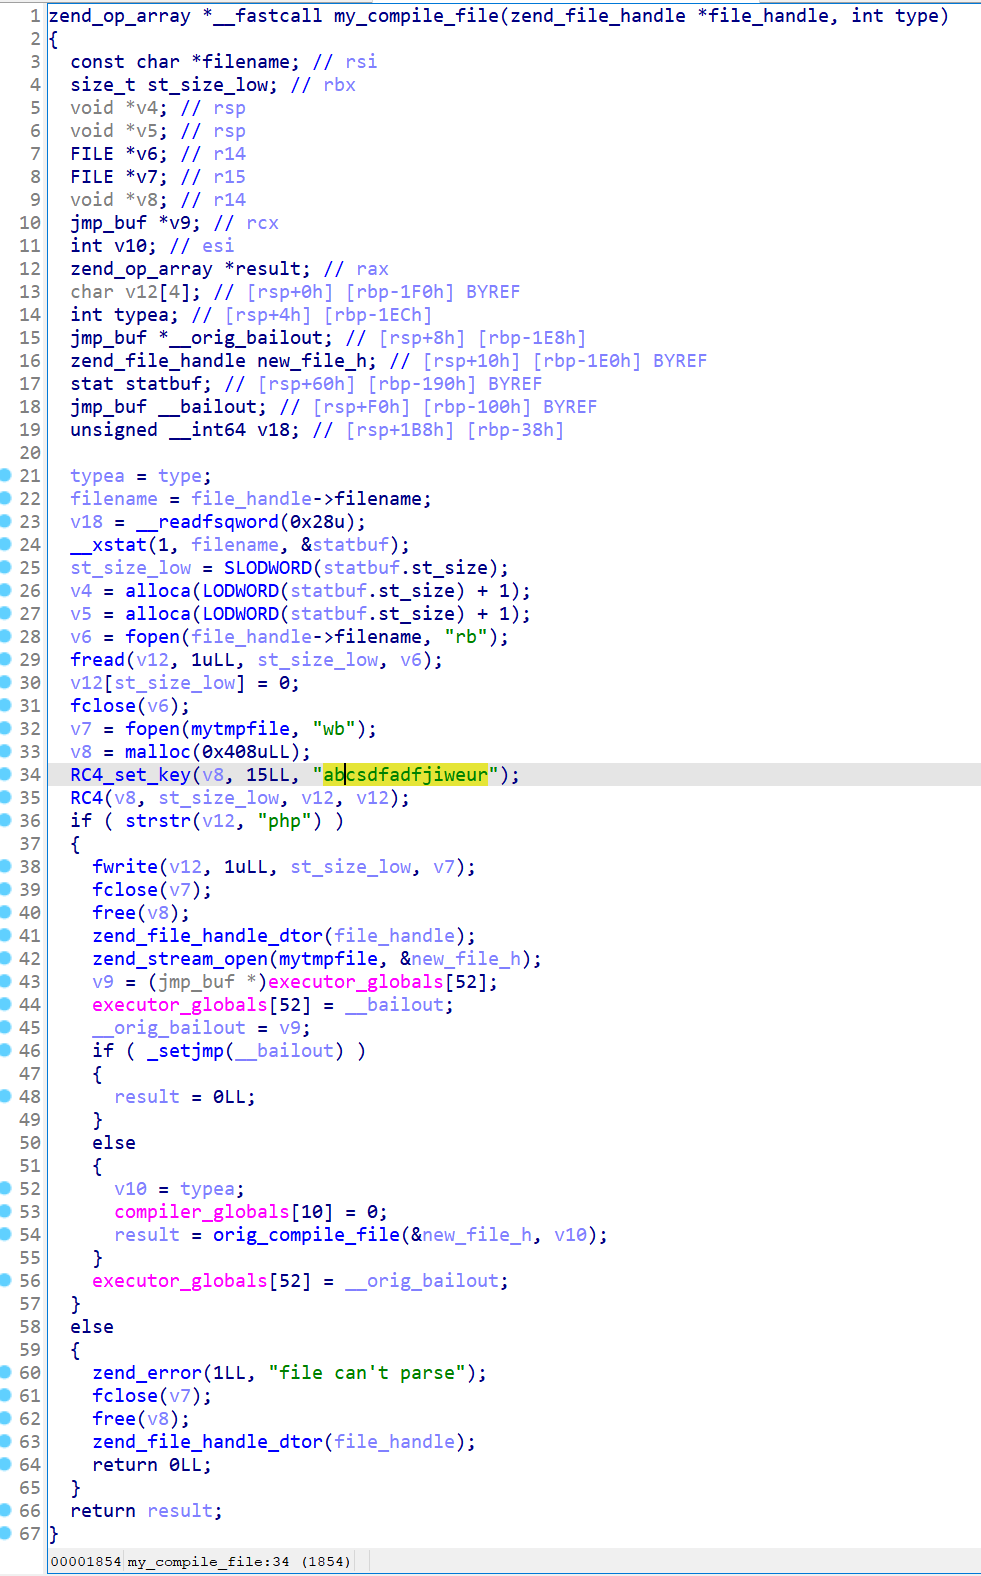 1 zend_op_array *__fastcall my_compile_file(zend_file_handle *file_handle, int type)
2 {
3   const char *filename; // rsi
4   size_t st_size_low; // rbx
5   void *v4; // rsp
6   void *v5; // rsp
7   FILE *v6; // r14
8   FILE *v7; // r15
9   void *v8; // r14
10   jmp_buf *v9; // rcx
11   int v10; // esi
12   zend_op_array *result; // rax
13   char v12[4]; // [rsp+0h] [rbp-1F0h] BYREF
14   int typea; // [rsp+4h] [rbp-1ECh]
15   jmp_buf *__orig_bailout; // [rsp+8h] [rbp-1E8h]
16   zend_file_handle new_file_h; // [rsp+10h] [rbp-1E0h] BYREF
17   stat statbuf; // [rsp+60h] [rbp-190h] BYREF
18   jmp_buf __bailout; // [rsp+F0h] [rbp-100h] BYREF
19   unsigned __int64 v18; // [rsp+1B8h] [rbp-38h]
20
21   typea = type;
22   filename = file_handle->filename;
23   v18 = __readfsqword(0x28u);
24   __xstat(1, filename, &statbuf);
25   st_size_low = SLODWORD(statbuf.st_size);
26   v4 = alloca(LODWORD(statbuf.st_size) + 1);
27   v5 = alloca(LODWORD(statbuf.st_size) + 1);
28   v6 = fopen(file_handle->filename, "rb");
29   fread(v12, 1uLL, st_size_low, v6);
30   v12[st_size_low] = 0;
31   fclose(v6);
32   v7 = fopen(mytmpfile, "wb");
33   v8 = malloc(0x408uLL);
34   RC4_set_key(v8, 15LL, "abcsdfadfjiweur");
35   RC4(v8, st_size_low, v12, v12);
36   if ( strstr(v12, "php") )
37   {
38     fwrite(v12, 1uLL, st_size_low, v7);
39     fclose(v7);
40     free(v8);
41     zend_file_handle_dtor(file_handle);
42     zend_stream_open(mytmpfile, &new_file_h);
43     v9 = (jmp_buf *)executor_globals[52];
44     executor_globals[52] = __bailout;
45     __orig_bailout = v9;
46     if ( _setjmp(__bailout) )
47     {
48       result = 0LL;
49     }
50     else
51     {
52       v10 = typea;
53       compiler_globals[10] = 0;
54       result = orig_compile_file(&new_file_h, v10);
55     }
56     executor_globals[52] = __orig_bailout;
57   }
58   else
59   {
60     zend_error(1LL, "file can't parse");
61     fclose(v7);
62     free(v8);
63     zend_file_handle_dtor(file_handle);
64     return 0LL;
65   }
66   return result;
67 }
00001854 my_compile_file:34 (1854)